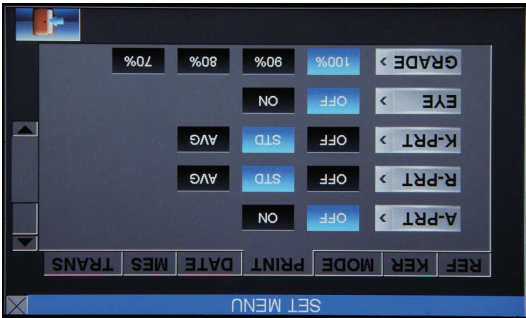 SET MENU
REF KER MODE PRINT DATE MES TRANS
A-PRT > OFF ON
R-PRT > OFF STD AVG
K-PRT > OFF STD AVG
EYE > OFF ON
GRADE > 100% 90% 80% 70%